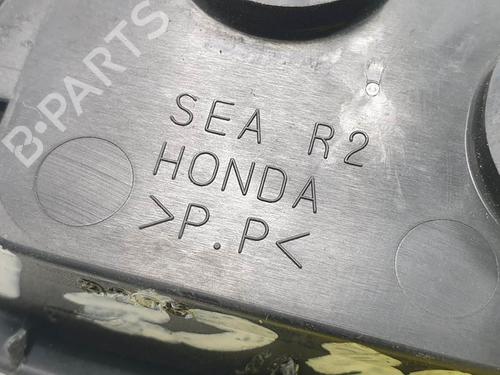 B-PARTS
SEA R2
HONDA
>P.P<